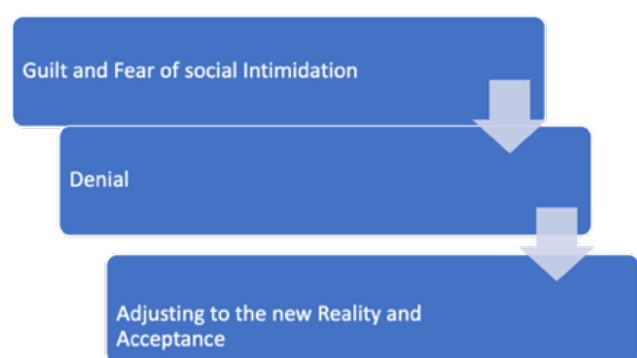 Guilt and Fear of social Intimidation
Denial
Adjusting to the new Reality and
Acceptance